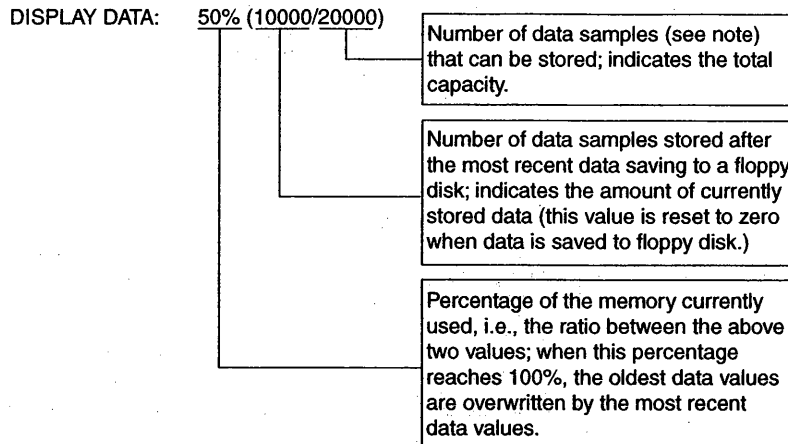 DISPLAY DATA: 50% (10000/20000)
Number of data samples (see note)
that can be stored; indicates the total
capacity.
Number of data samples stored after
the most recent data saving to a floppy
disk; indicates the amount of currently
stored data (this value is reset to zero
when data is saved to floppy disk.)
Percentage of the memory currently
used, i.e., the ratio between the above
two values; when this percentage
reaches 100%, the oldest data values
are overwritten by the most recent
data values.